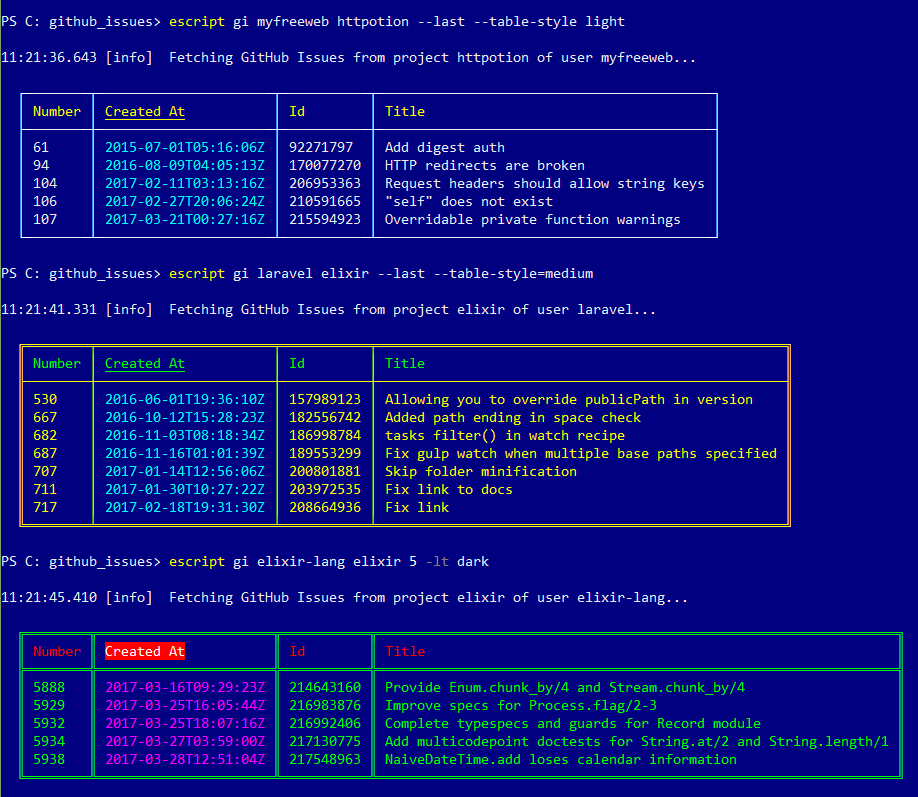 PS C: github_issues> escript gi myfreeweb httpotion --last --table-style light
11:21:36.643 [info]  Fetching GitHub Issues from project httpotion of user myfreeweb...
Number Created At Id Title
61 2015-07-01T05:16:06Z 92271797 Add digest auth
94 2016-08-09T04:05:13Z 170077270 HTTP redirects are broken
104 2017-02-11T03:13:16Z 206953363 Request headers should allow string keys
106 2017-02-27T20:06:24Z 210591665 "self" does not exist
107 2017-03-21T00:27:16Z 215594923 Overridable private function warnings
PS C: github_issues> escript gi laravel elixir --last --table-style=medium
11:21:41.331 [info]  Fetching GitHub Issues from project elixir of user laravel...
Number Created At Id Title
530 2016-06-01T19:36:10Z 157989123 Allowing you to override publicPath in version
667 2016-10-12T15:28:23Z 182556742 Added path ending in space check
682 2016-11-03T08:18:34Z 186998784 tasks filter() in watch recipe
687 2016-11-16T01:01:39Z 189553299 Fix gulp watch when multiple base paths specified
707 2017-01-14T12:56:06Z 200801881 Skip folder minification
711 2017-01-30T10:27:22Z 203972535 Fix link to docs
717 2017-02-18T19:31:30Z 208664936 Fix link
PS C: github_issues> escript gi elixir-lang elixir 5 -lt dark
11:21:45.410 [info]  Fetching GitHub Issues from project elixir of user elixir-lang...
Number Created At Id Title
5888 2017-03-16T09:29:23Z 214643160 Provide Enum.chunk_by/4 and Stream.chunk_by/4
5929 2017-03-25T16:05:44Z 216983876 Improve specs for Process.flag/2-3
5932 2017-03-25T18:07:16Z 216992406 Complete typespecs and guards for Record module
5934 2017-03-27T03:59:00Z 217130775 Add multicodepoint doctests for String.at/2 and String.length/1
5938 2017-03-28T12:51:04Z 217548963 NaiveDateTime.add loses calendar information